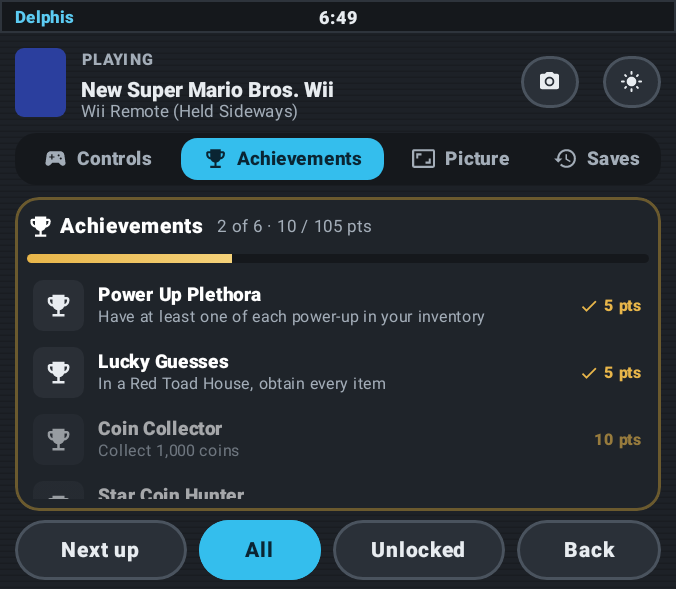 Delphis
6:49
PLAYING
New Super Mario Bros. Wii
Wii Remote (Held Sideways)
Controls
Achievements
Picture
Saves
Achievements 2 of 6 · 10 / 105 pts
Power Up Plethora
Have at least one of each power-up in your inventory
5 pts
Lucky Guesses
In a Red Toad House, obtain every item
5 pts
Coin Collector
Collect 1,000 coins
10 pts
Star Coin Hunter
Next up
All
Unlocked
Back